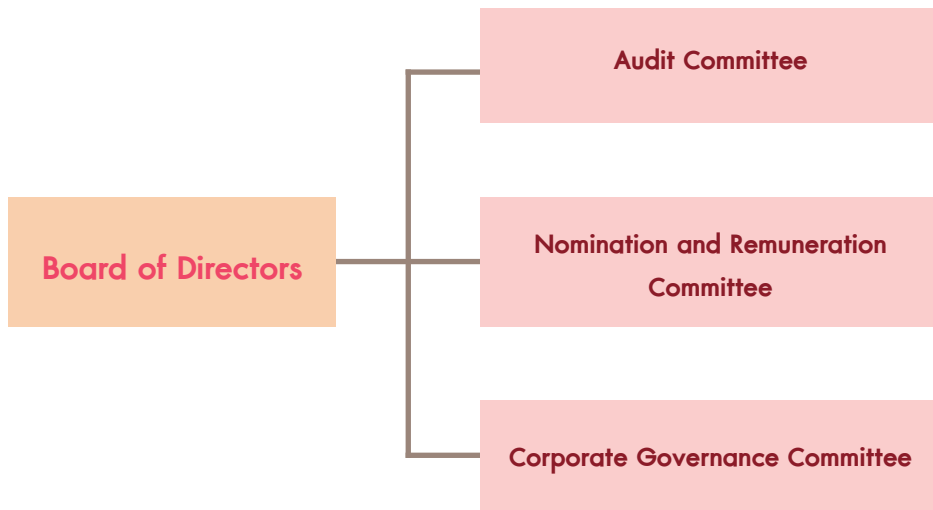 Audit Committee
Board of Directors
Nomination and Remuneration
Committee
Corporate Governance Committee